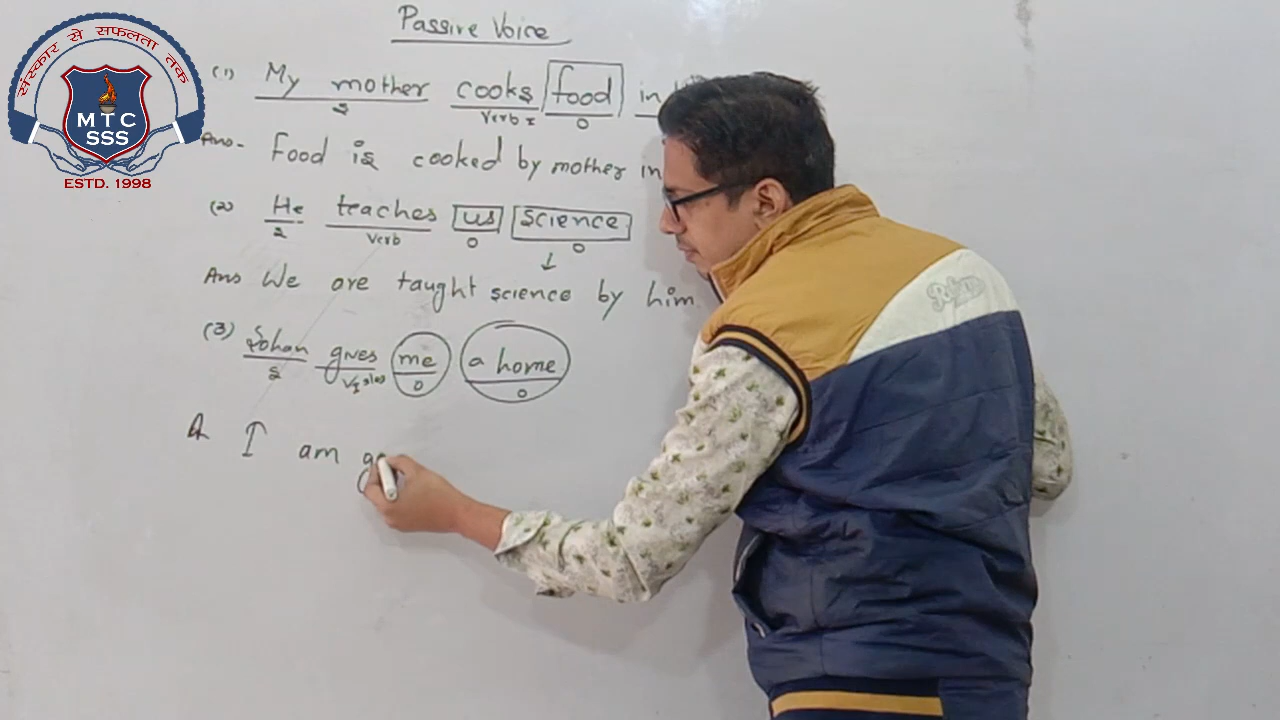 संस्कार से सफलता तक
MTC
SSS
ESTD. 1998
Passive Voice
(1) My mother cooks food in
S Verb I O
Ans- Food is cooked by mother in
(2) He teaches us science.
S Verb O O
Ans We are taught science by him
(3) Sohan gives me a home
S O O
A I am